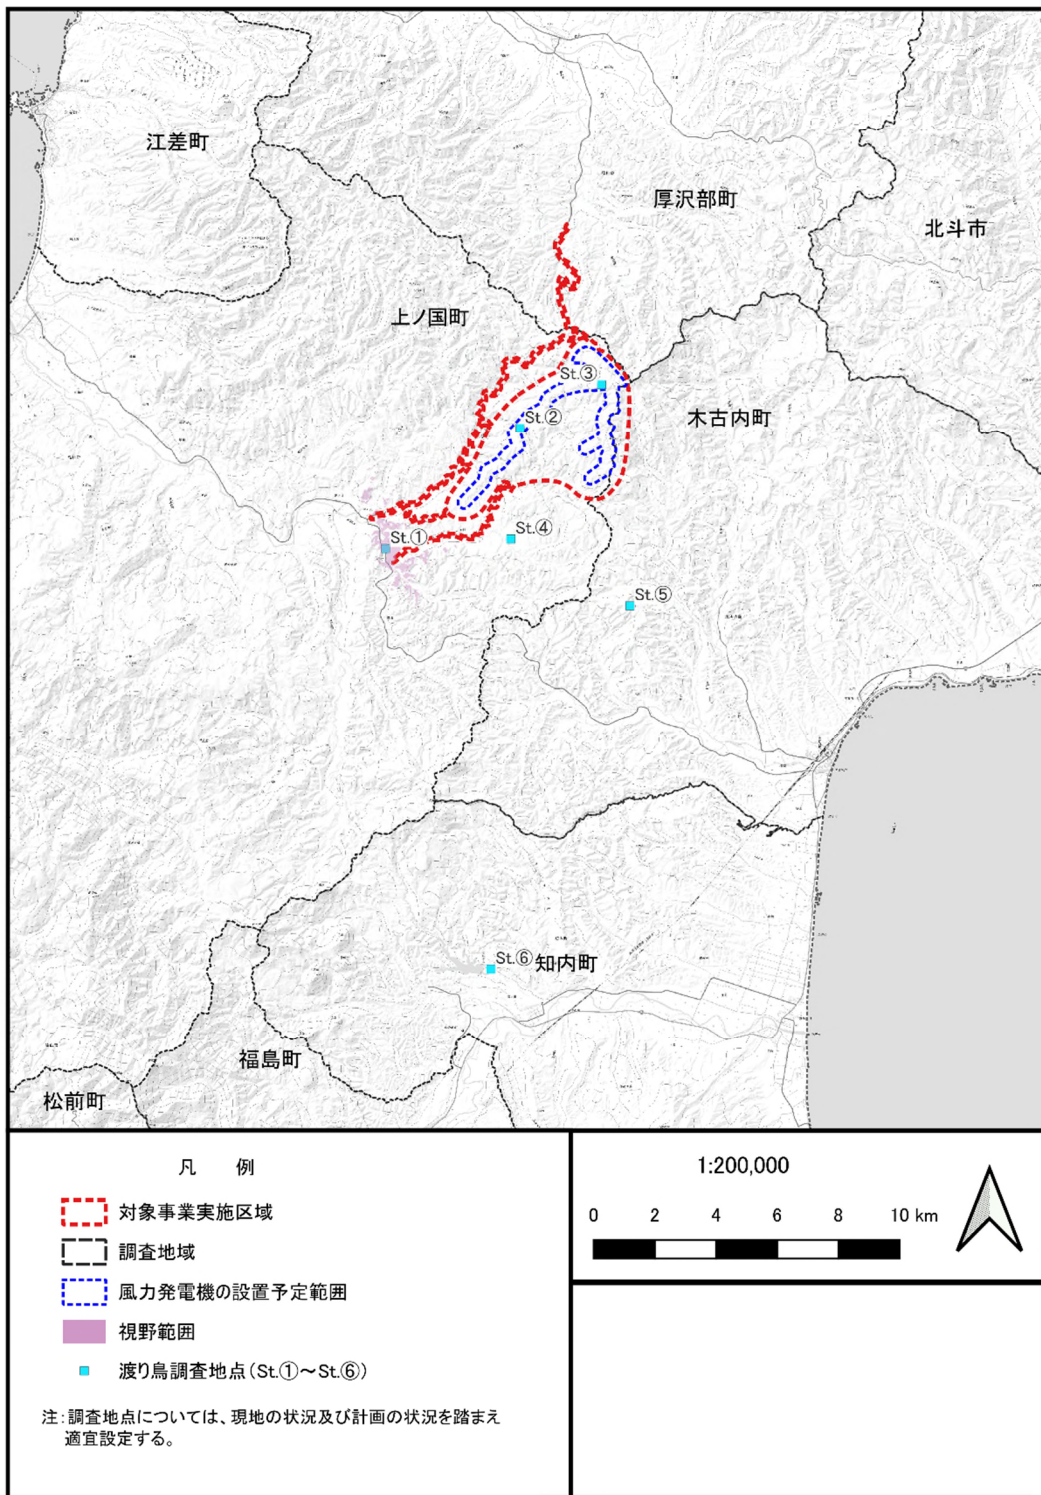 江差町
厚沢部町
北斗市
上ノ国町
St.③
木古内町
St.②
St.①
St.④
St.⑤
St.⑥
知内町
福島町
松前町
凡 例
対象事業実施区域
調査地域
風力発電機の設置予定範囲
視野範囲
渡り鳥調査地点(St.①～St.⑥)
注:調査地点については、現地の状況及び計画の状況を踏まえ
適宜設定する。
1:200,000
0 2 4 6 8 10 km